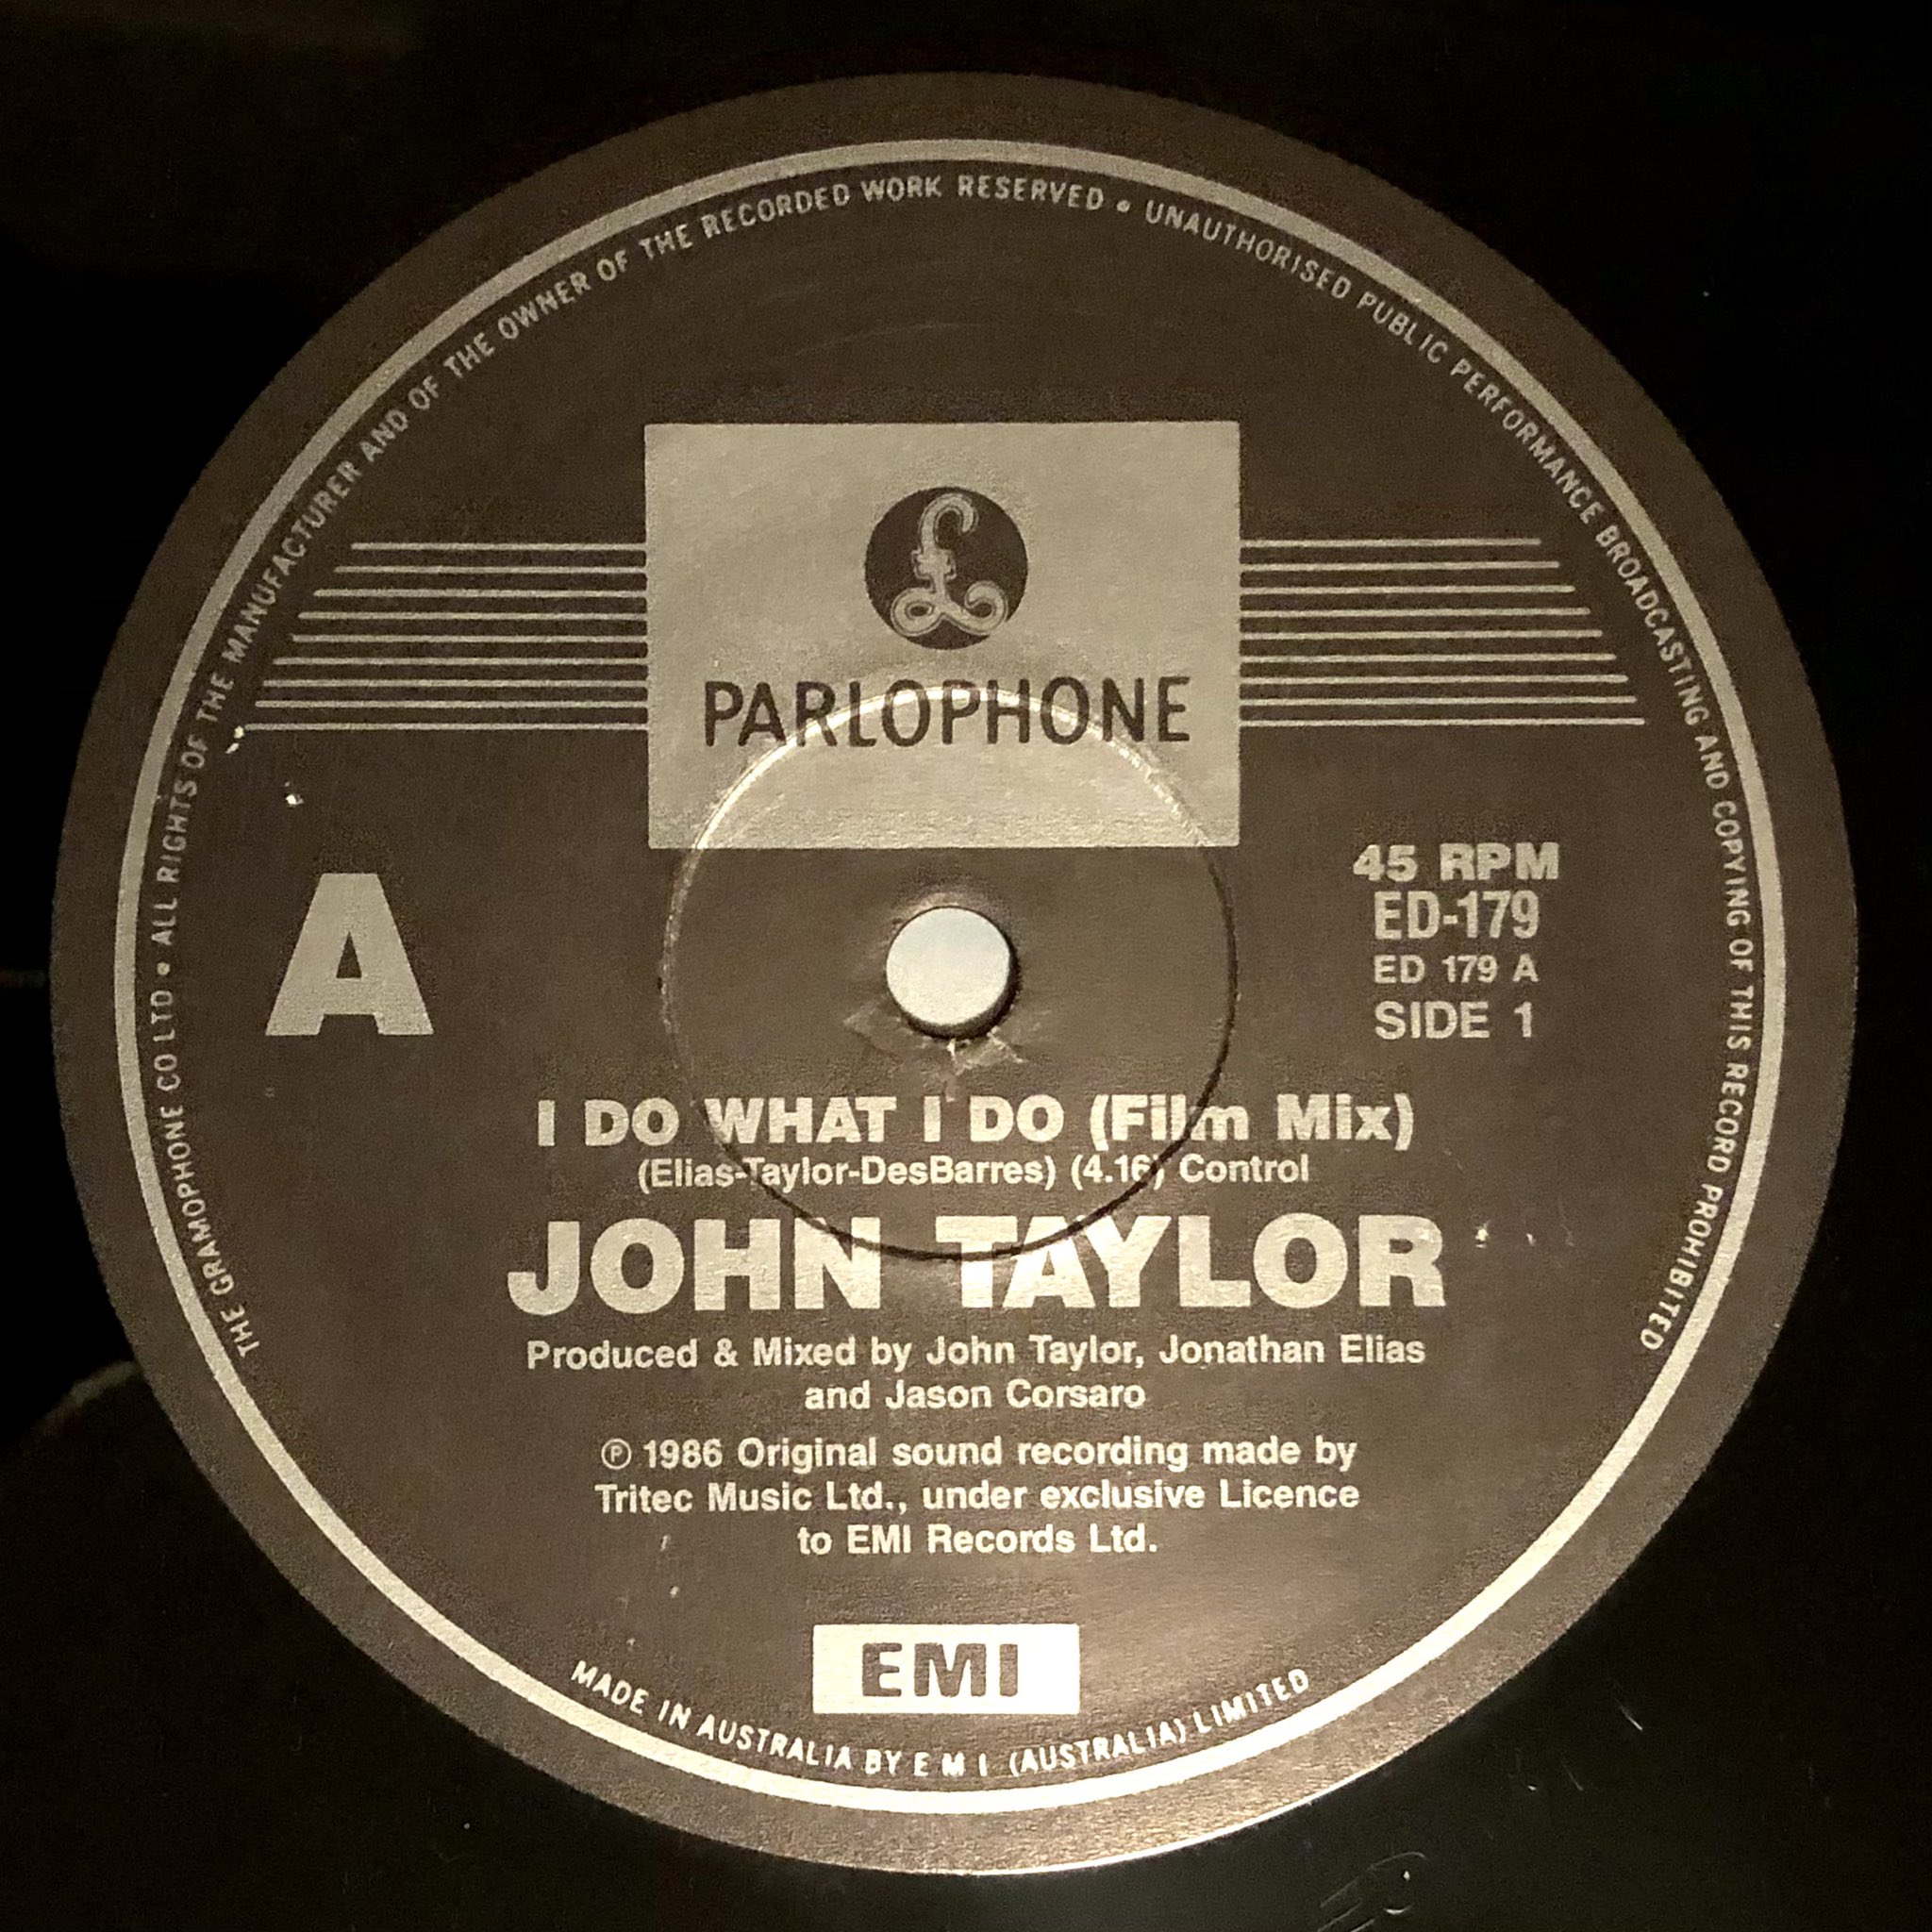 THE GRAMOPHONE CO LTD • ALL RIGHTS OF THE MANUFACTURER AND OF THE OWNER OF THE RECORDED WORK RESERVED • UNAUTHORISED PUBLIC PERFORMANCE BROADCASTING AND COPYING OF THIS RECORD PROHIBITED
£
PARLOPHONE
A
45 RPM
ED-179
ED 179 A
SIDE 1
I DO WHAT I DO (Film Mix)
(Elias-Taylor-DesBarres) (4.16) Control
JOHN TAYLOR
Produced & Mixed by John Taylor, Jonathan Elias
and Jason Corsaro
℗ 1986 Original sound recording made by
Tritec Music Ltd., under exclusive Licence
to EMI Records Ltd.
EMI
MADE IN AUSTRALIA BY E M I (AUSTRALIA) LIMITED